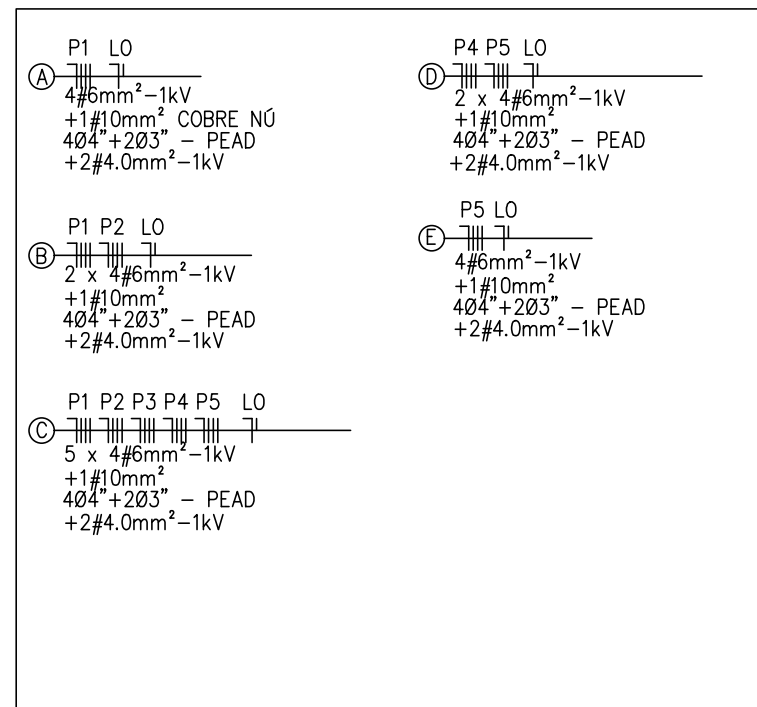 P1 LO
A
4#6mm²-1kV
+1#10mm² COBRE NÚ
4Ø4"+2Ø3" - PEAD
+2#4.0mm²-1kV
P1 P2 LO
B
2 x 4#6mm²-1kV
+1#10mm²
4Ø4"+2Ø3" - PEAD
+2#4.0mm²-1kV
P1 P2 P3 P4 P5 LO
C
5 x 4#6mm²-1kV
+1#10mm²
4Ø4"+2Ø3" - PEAD
+2#4.0mm²-1kV
P4 P5 LO
D
2 x 4#6mm²-1kV
+1#10mm²
4Ø4"+2Ø3" - PEAD
+2#4.0mm²-1kV
P5 LO
E
4#6mm²-1kV
+1#10mm²
4Ø4"+2Ø3" - PEAD
+2#4.0mm²-1kV